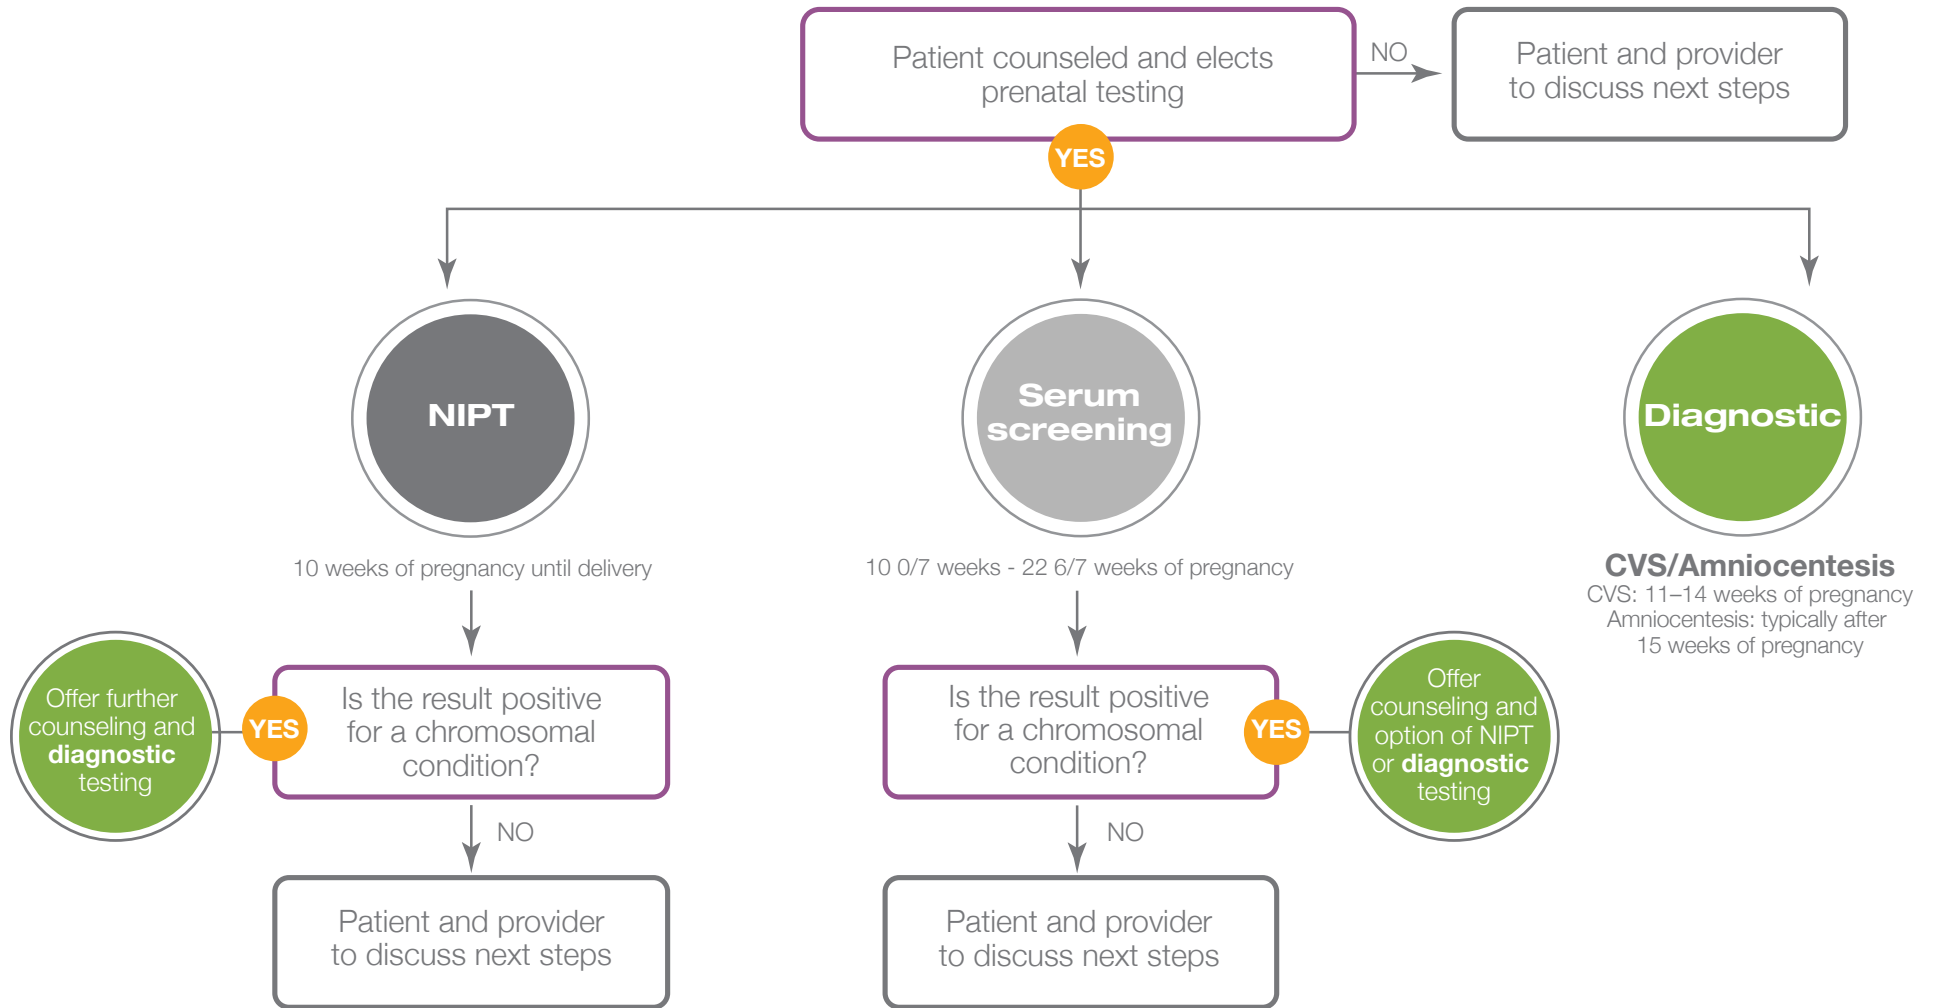 Patient counseled and elects
prenatal testing
NO
Patient and provider
to discuss next steps
YES
NIPT
Serum
screening
Diagnostic
10 weeks of pregnancy until delivery
10 0/7 weeks - 22 6/7 weeks of pregnancy
CVS/Amniocentesis
CVS: 11–14 weeks of pregnancy
Amniocentesis: typically after
15 weeks of pregnancy
Offer further
counseling and
diagnostic
testing
YES
Is the result positive
for a chromosomal
condition?
Is the result positive
for a chromosomal
condition?
YES
Offer
counseling and
option of NIPT
or diagnostic
testing
NO
NO
Patient and provider
to discuss next steps
Patient and provider
to discuss next steps